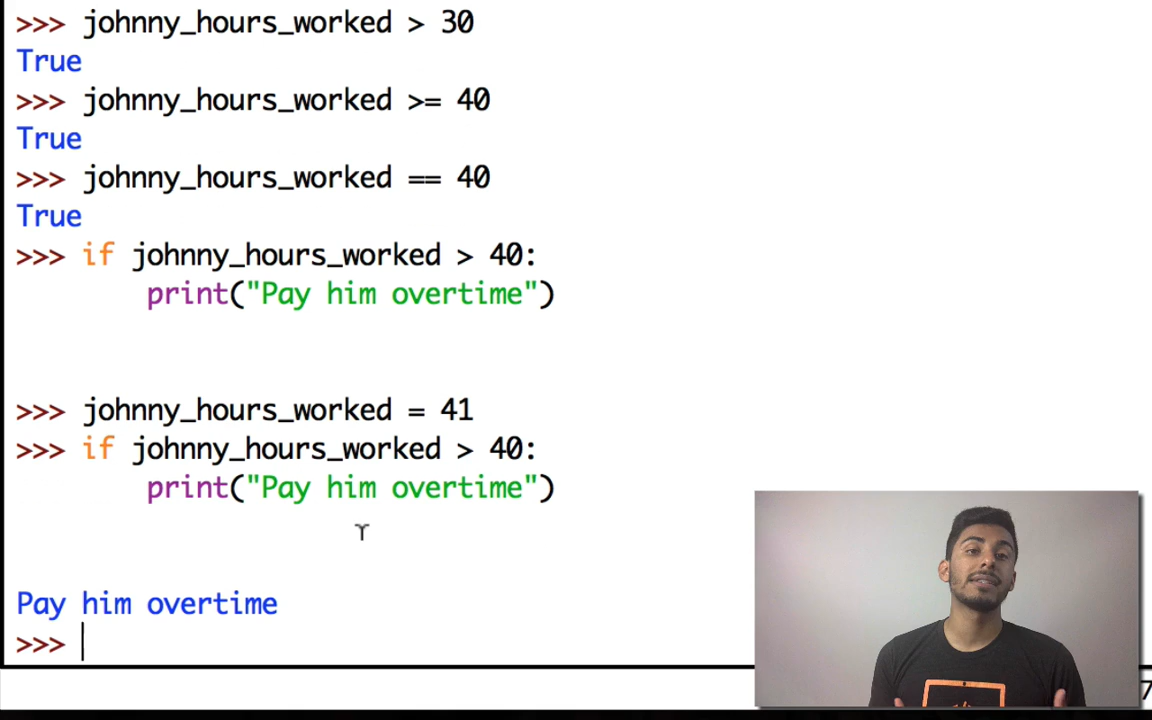 >>> johnny_hours_worked > 30
True
>>> johnny_hours_worked >= 40
True
>>> johnny_hours_worked == 40
True
>>> if johnny_hours_worked > 40:
        print("Pay him overtime")
>>> johnny_hours_worked = 41
>>> if johnny_hours_worked > 40:
        print("Pay him overtime")
Pay him overtime
>>>
7